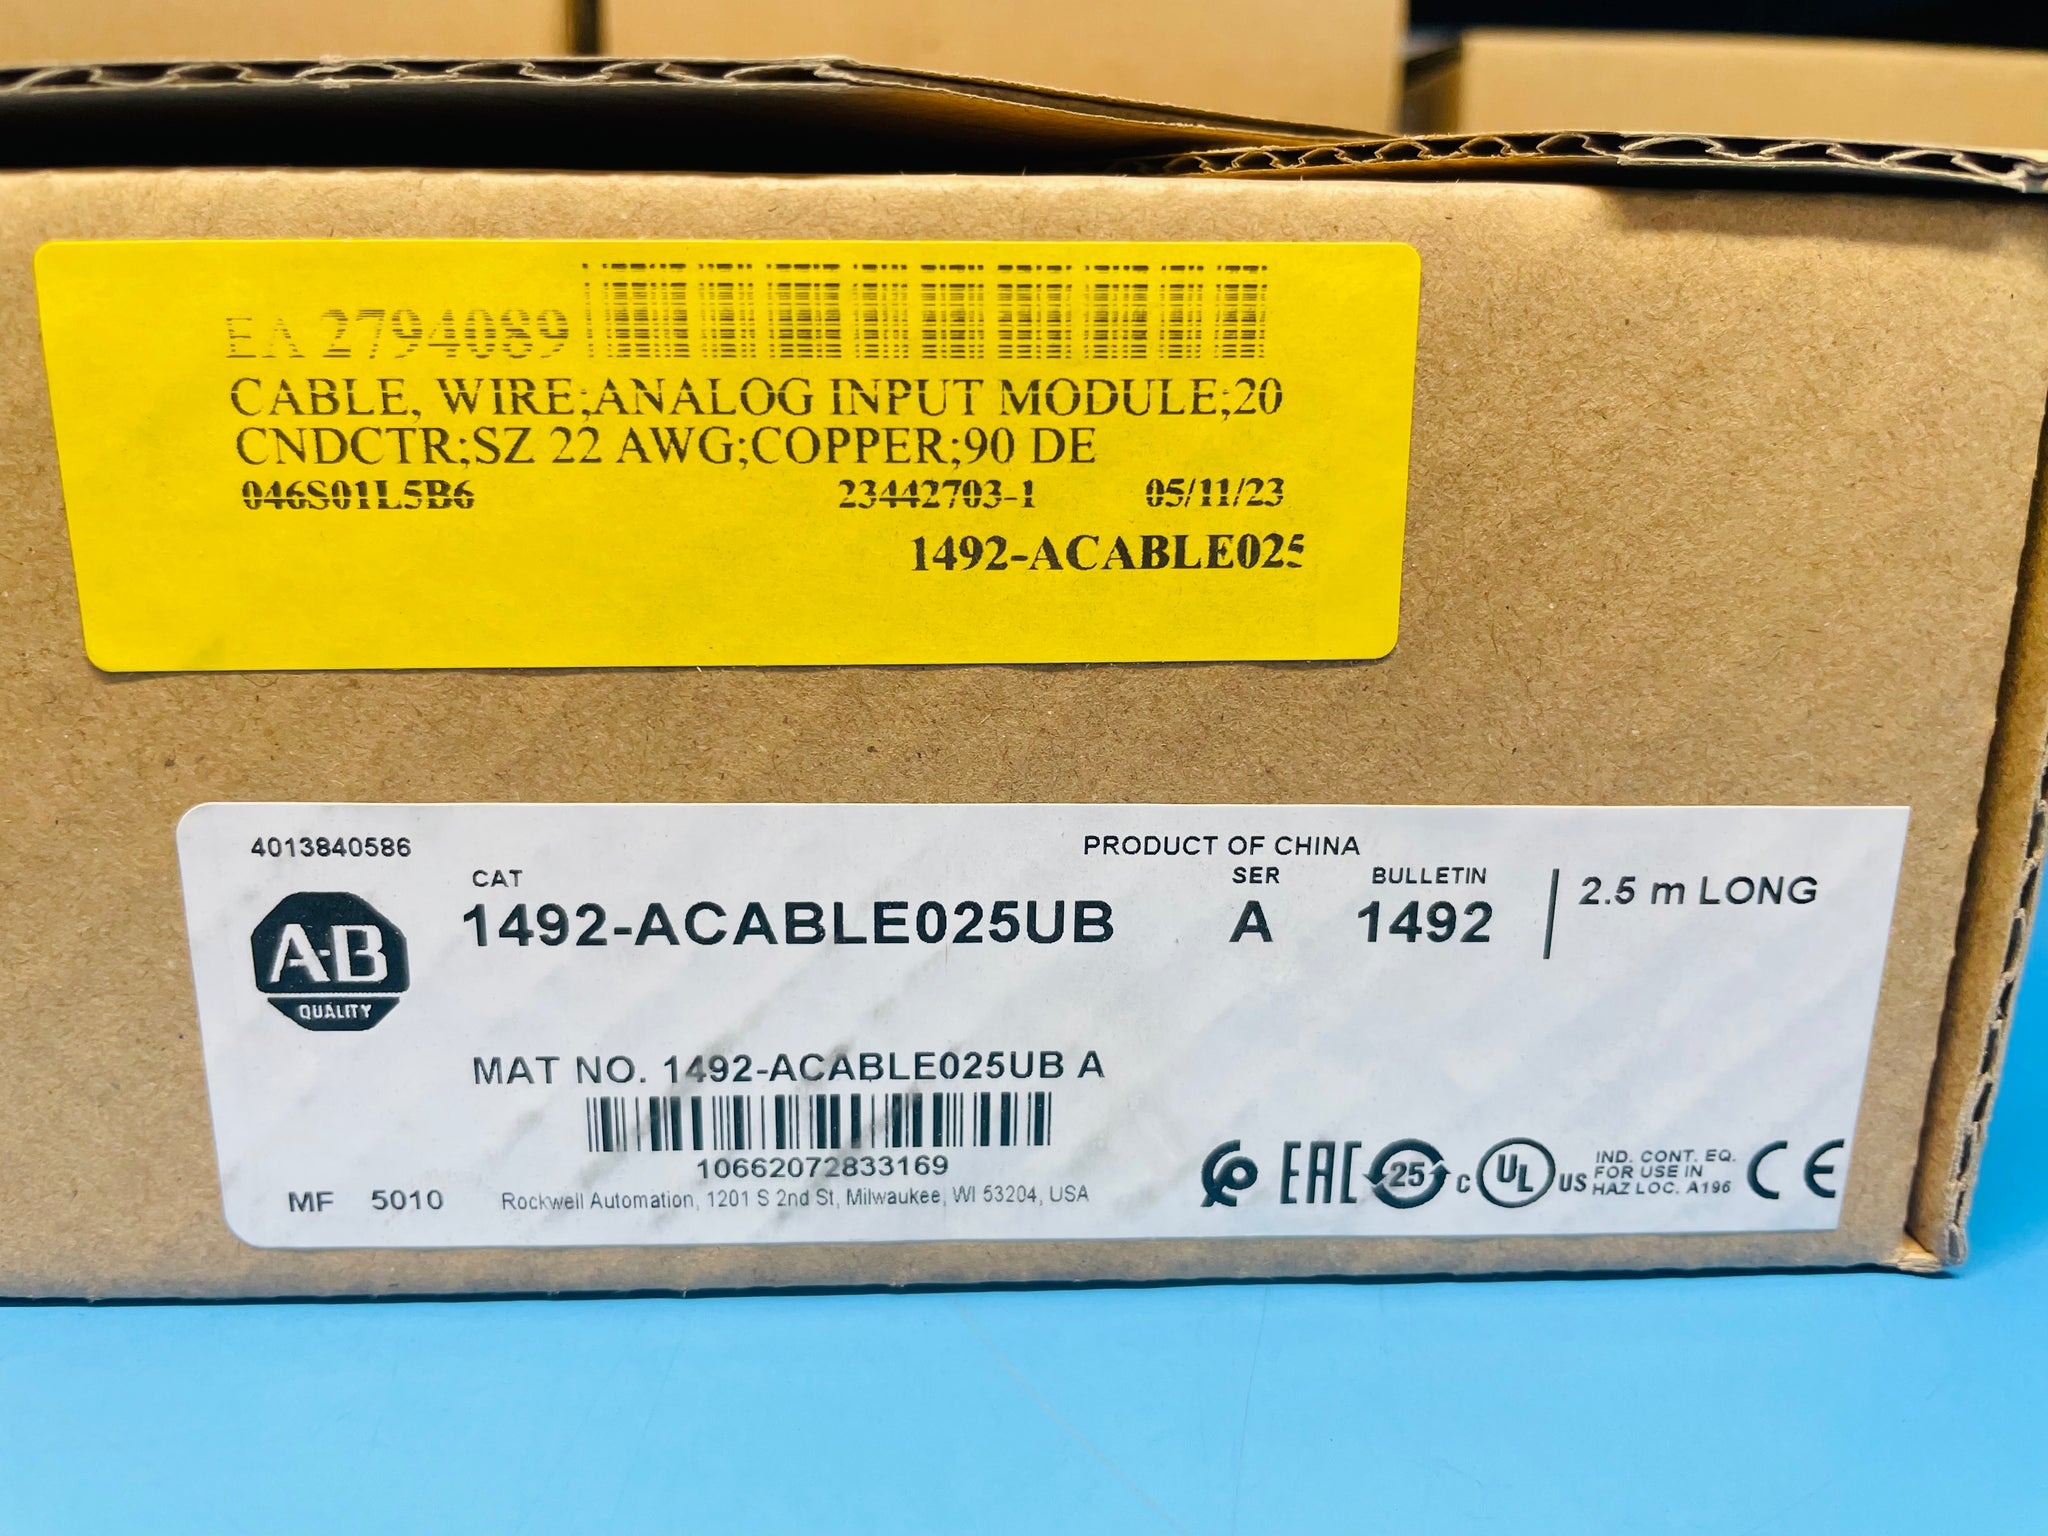 EA 2794089
CABLE, WIRE;ANALOG INPUT MODULE;20
CNDCTR;SZ 22 AWG;COPPER;90 DE
046S01L5B6 23442703-1 05/11/23
1492-ACABLE025
4013840586 PRODUCT OF CHINA
CAT SER BULLETIN
1492-ACABLE025UB A 1492 2.5 m LONG
A-B
QUALITY
MAT NO. 1492-ACABLE025UB A
10662072833169
MF 5010 Rockwell Automation, 1201 S 2nd St, Milwaukee, WI 53204, USA
EAC 25 c UL US IND. CONT. EQ.
FOR USE IN
HAZ LOC. A196
CE